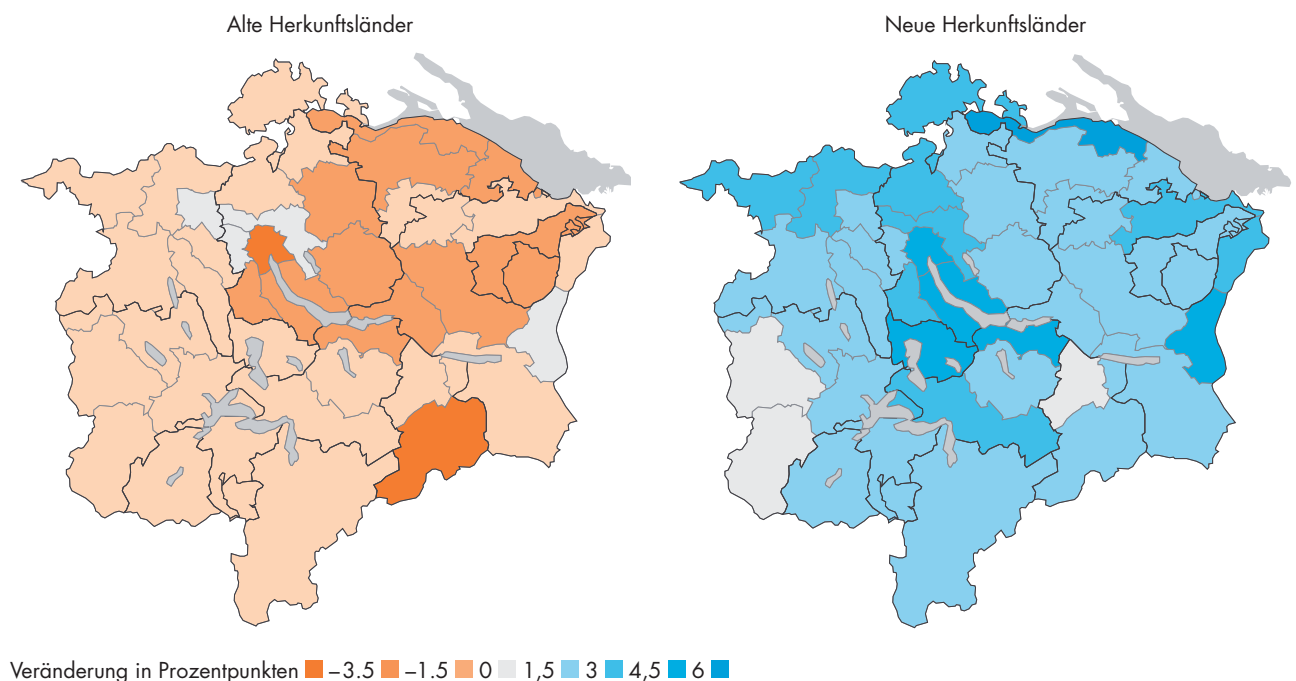 Alte Herkunftsländer
Neue Herkunftsländer
Veränderung in Prozentpunkten −3.5 −1.5 0 1,5 3 4,5 6